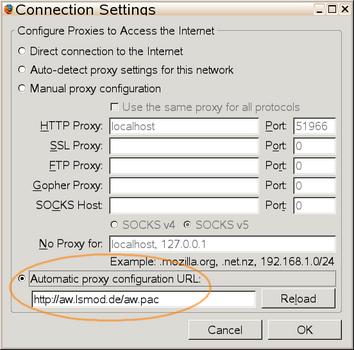 Connection Settings
Configure Proxies to Access the Internet
Direct connection to the Internet
Auto-detect proxy settings for this network
Manual proxy configuration
Use the same proxy for all protocols
HTTP Proxy: localhost Port: 51966
SSL Proxy: Port: 0
FTP Proxy: Port: 0
Gopher Proxy: Port: 0
SOCKS Host: Port: 0
SOCKS v4 SOCKS v5
No Proxy for: localhost, 127.0.0.1
Example: .mozilla.org, .net.nz, 192.168.1.0/24
Automatic proxy configuration URL:
http://aw.lsmod.de/aw.pac Reload
Cancel OK